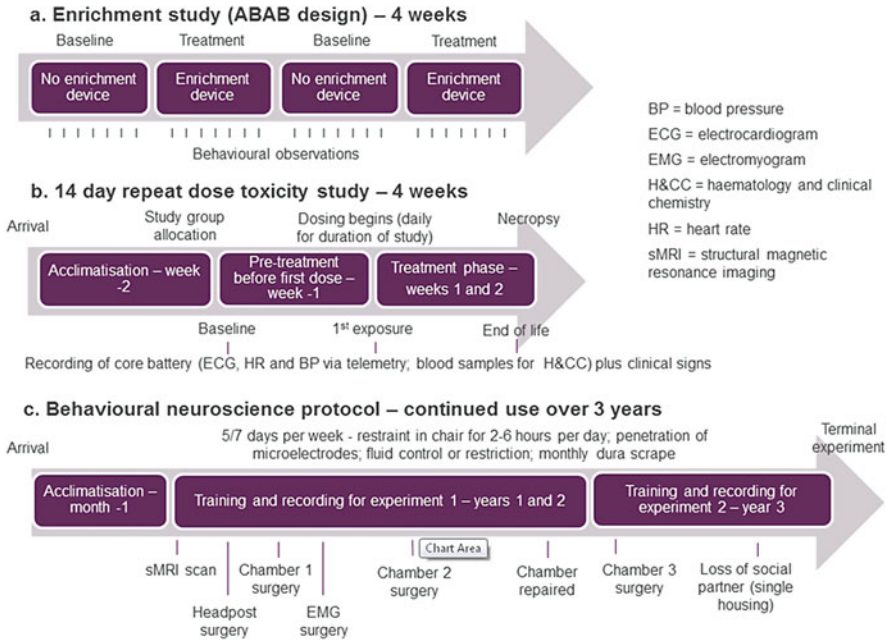 a. Enrichment study (ABAB design) – 4 weeks
Baseline
Treatment
Baseline
Treatment
No enrichment
device
Enrichment
device
No enrichment
device
Enrichment
device
Behavioural observations
BP = blood pressure
ECG = electrocardiogram
EMG = electromyogram
H&CC = haematology and clinical
chemistry
HR = heart rate
sMRI = structural magnetic
resonance imaging
b. 14 day repeat dose toxicity study – 4 weeks
Arrival
Study group
allocation
Dosing begins (daily
for duration of study)
Necropsy
Acclimatisation – week
-2
Pre-treatment
before first dose –
week -1
Treatment phase –
weeks 1 and 2
Baseline
1st exposure
End of life
Recording of core battery (ECG, HR and BP via telemetry; blood samples for H&CC) plus clinical signs
c. Behavioural neuroscience protocol – continued use over 3 years
Arrival
5/7 days per week - restraint in chair for 2-6 hours per day; penetration of
microelectrodes; fluid control or restriction; monthly dura scrape
Terminal
experiment
Acclimatisation –
month -1
Training and recording for experiment 1 – years 1 and 2
Training and recording for
experiment 2 – year 3
Chart Area
sMRI scan
Headpost
surgery
Chamber 1
surgery
EMG
surgery
Chamber 2
surgery
Chamber
repaired
Chamber 3
surgery
Loss of social
partner (single
housing)